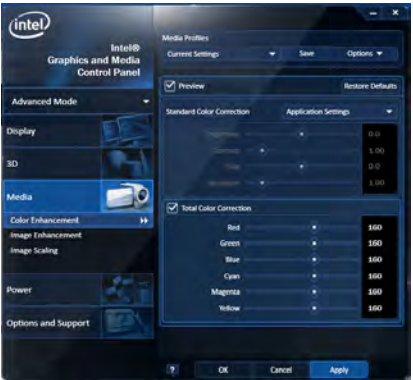 intel
Intel®
Graphics and Media
Control Panel
Advanced Mode
Display
3D
Media
Color Enhancement
Image Enhancement
Image Scaling
Power
Options and Support
Media Profiles
Current Settings
Save
Options
Preview
Restore Defaults
Standard Color Correction
Application Settings
0.0
1.00
0.0
1.00
Total Color Correction
Red 160
Green 160
Blue 160
Cyan 160
Magenta 160
Yellow 160
?
OK
Cancel
Apply